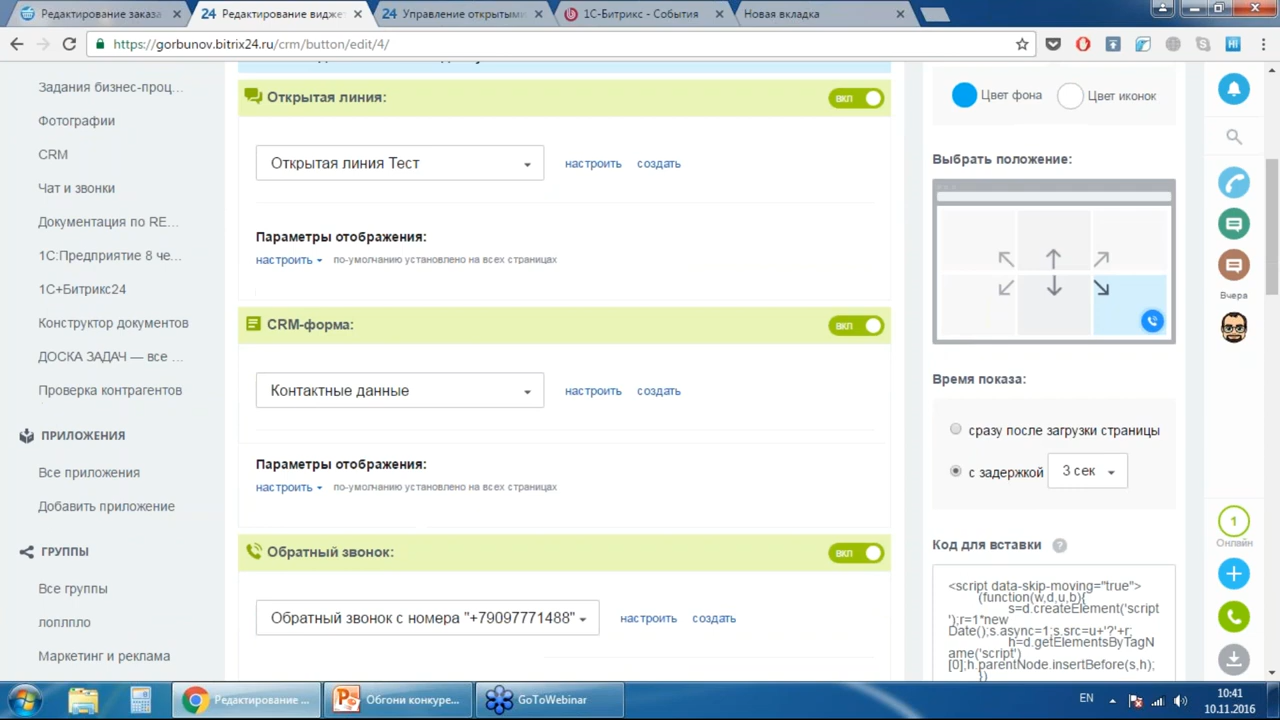 Редактирование заказа
24 Редактирование виджет
24 Управление открытыми
1С-Битрикс - События
Новая вкладка
https://gorbunov.bitrix24.ru/crm/button/edit/4/
Задания бизнес-проц...
Фотографии
CRM
Чат и звонки
Документация по RE...
1С:Предприятие 8 че...
1С+Битрикс24
Конструктор документов
ДОСКА ЗАДАЧ — все ...
Проверка контрагентов
ПРИЛОЖЕНИЯ
Все приложения
Добавить приложение
ГРУППЫ
Все группы
лоплпло
Маркетинг и реклама
Открытая линия:
ВКЛ
Открытая линия Тест
настроить создать
Параметры отображения:
настроить по-умолчанию установлено на всех страницах
CRM-форма:
ВКЛ
Контактные данные
настроить создать
Параметры отображения:
настроить по-умолчанию установлено на всех страницах
Обратный звонок:
ВКЛ
Обратный звонок с номера "+79097771488"
настроить создать
Цвет фона Цвет иконок
Выбрать положение:
Время показа:
сразу после загрузки страницы
с задержкой 3 сек
Код для вставки ?
<script data-skip-moving="true">
(function(w,d,u,b){
s=d.createElement('script
');r=1*new
Date();s.async=1;s.src=u+'?'+r;
h=d.getElementsByTagN
ame('script')
[0];h.parentNode.insertBefore(s,h);
})
Hi
Вчера
1
Онлайн
Редактирование ...
Обгони конкуре...
GoToWebinar
EN
10:41
10.11.2016